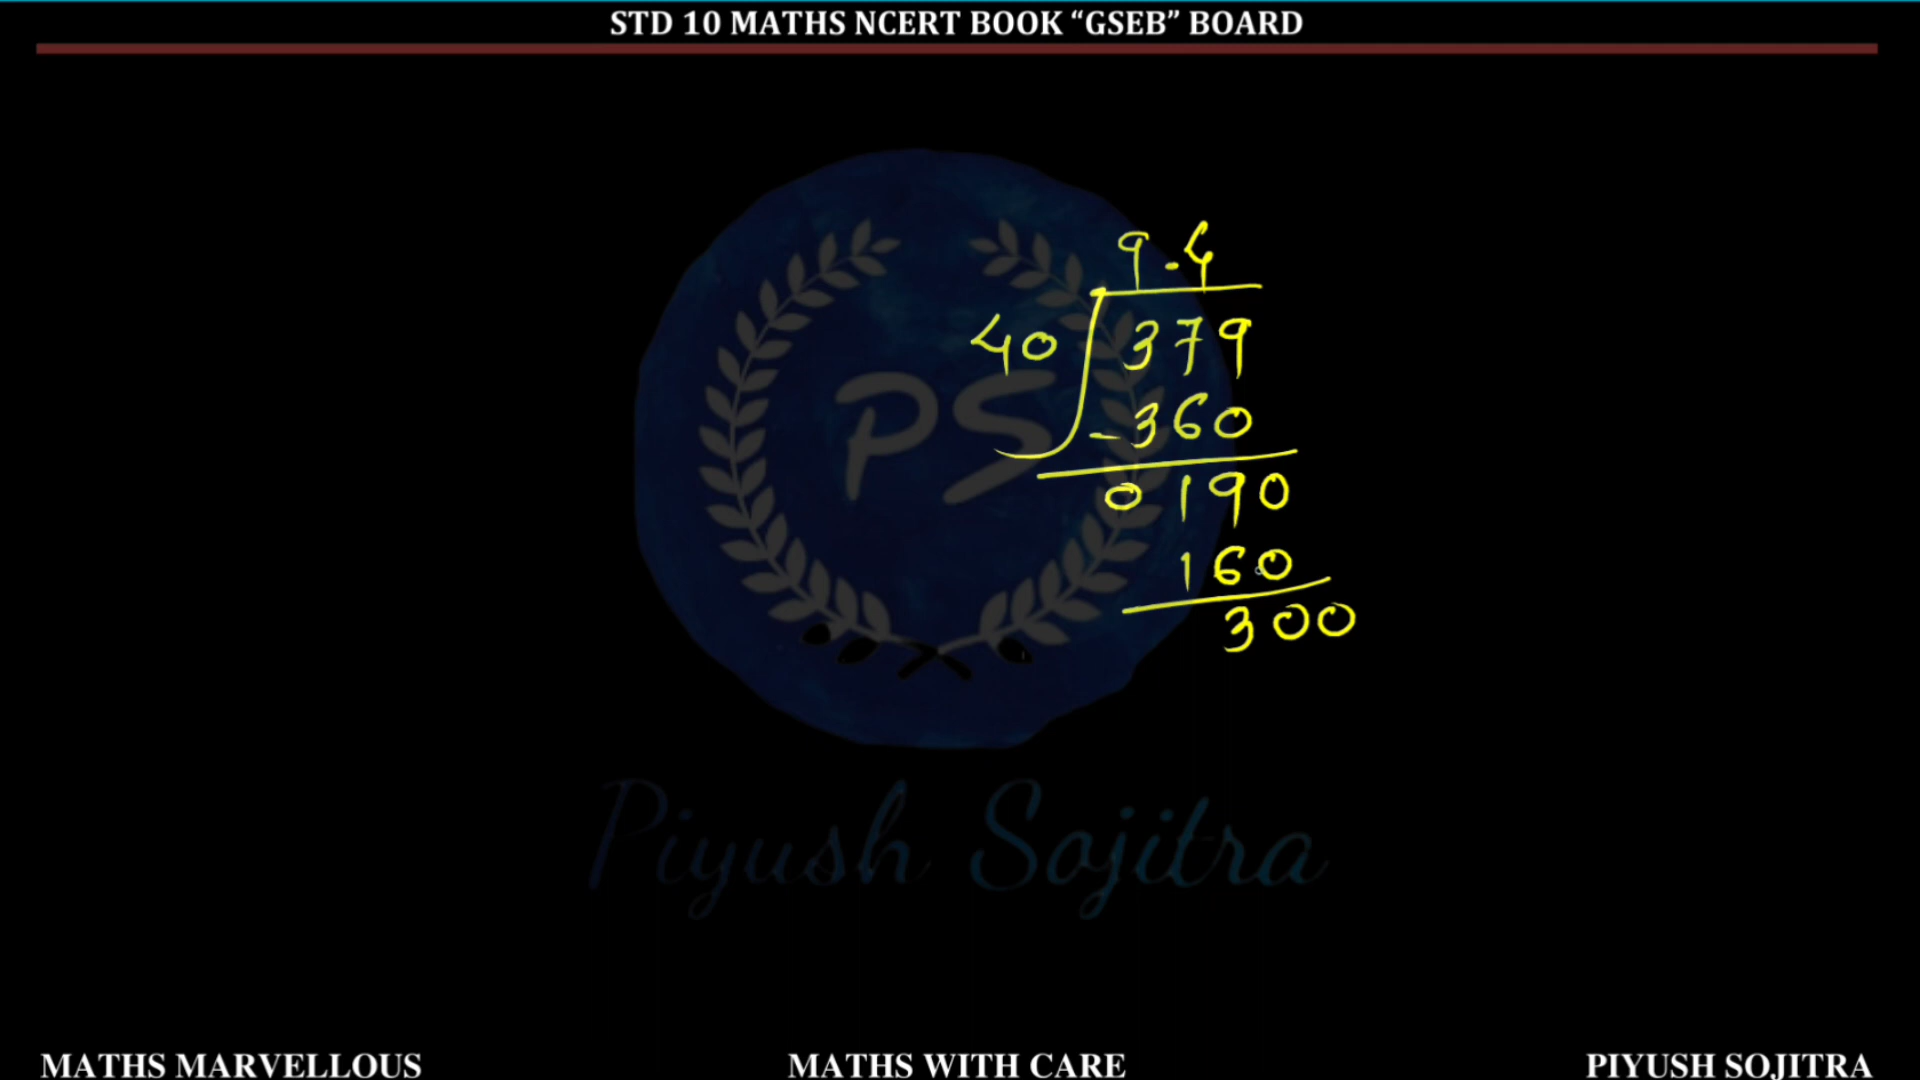 STD 10 MATHS NCERT BOOK “GSEB” BOARD
9.4
40 379
-360
0190
160
300
PS
Piyush Sojitra
MATHS MARVELLOUS
MATHS WITH CARE
PIYUSH SOJITRA